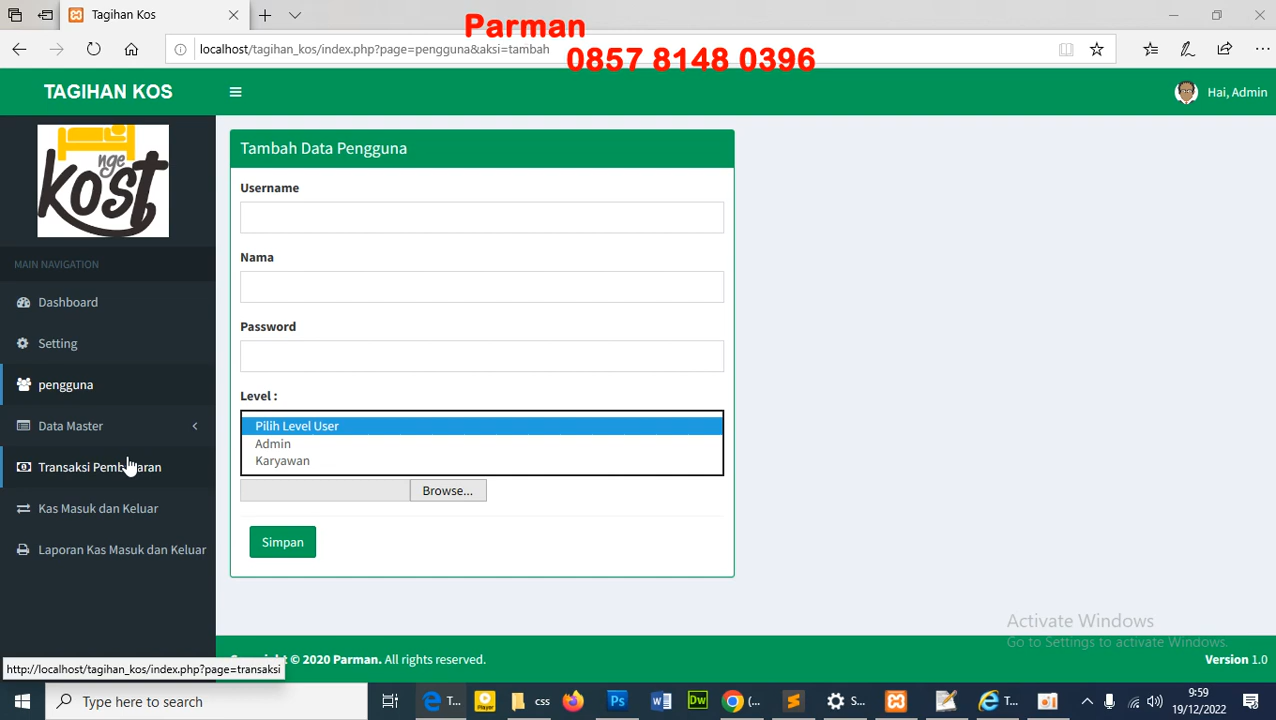 Tagihan Kos
Parman
0857 8148 0396
localhost/tagihan_kos/index.php?page=pengguna&aksi=tambah
TAGIHAN KOS
Hai, Admin
nge
kost
MAIN NAVIGATION
Dashboard
Setting
pengguna
Data Master
Transaksi Pembayaran
Kas Masuk dan Keluar
Laporan Kas Masuk dan Keluar
Tambah Data Pengguna
Username
Nama
Password
Level :
Pilih Level User
Admin
Karyawan
Browse...
Simpan
Activate Windows
Go to Settings to activate Windows.
© 2020 Parman. All rights reserved.
Version 1.0
http://localhost/tagihan_kos/index.php?page=transaksi
Type here to search
T...
css
(...
S...
T...
9:59
19/12/2022